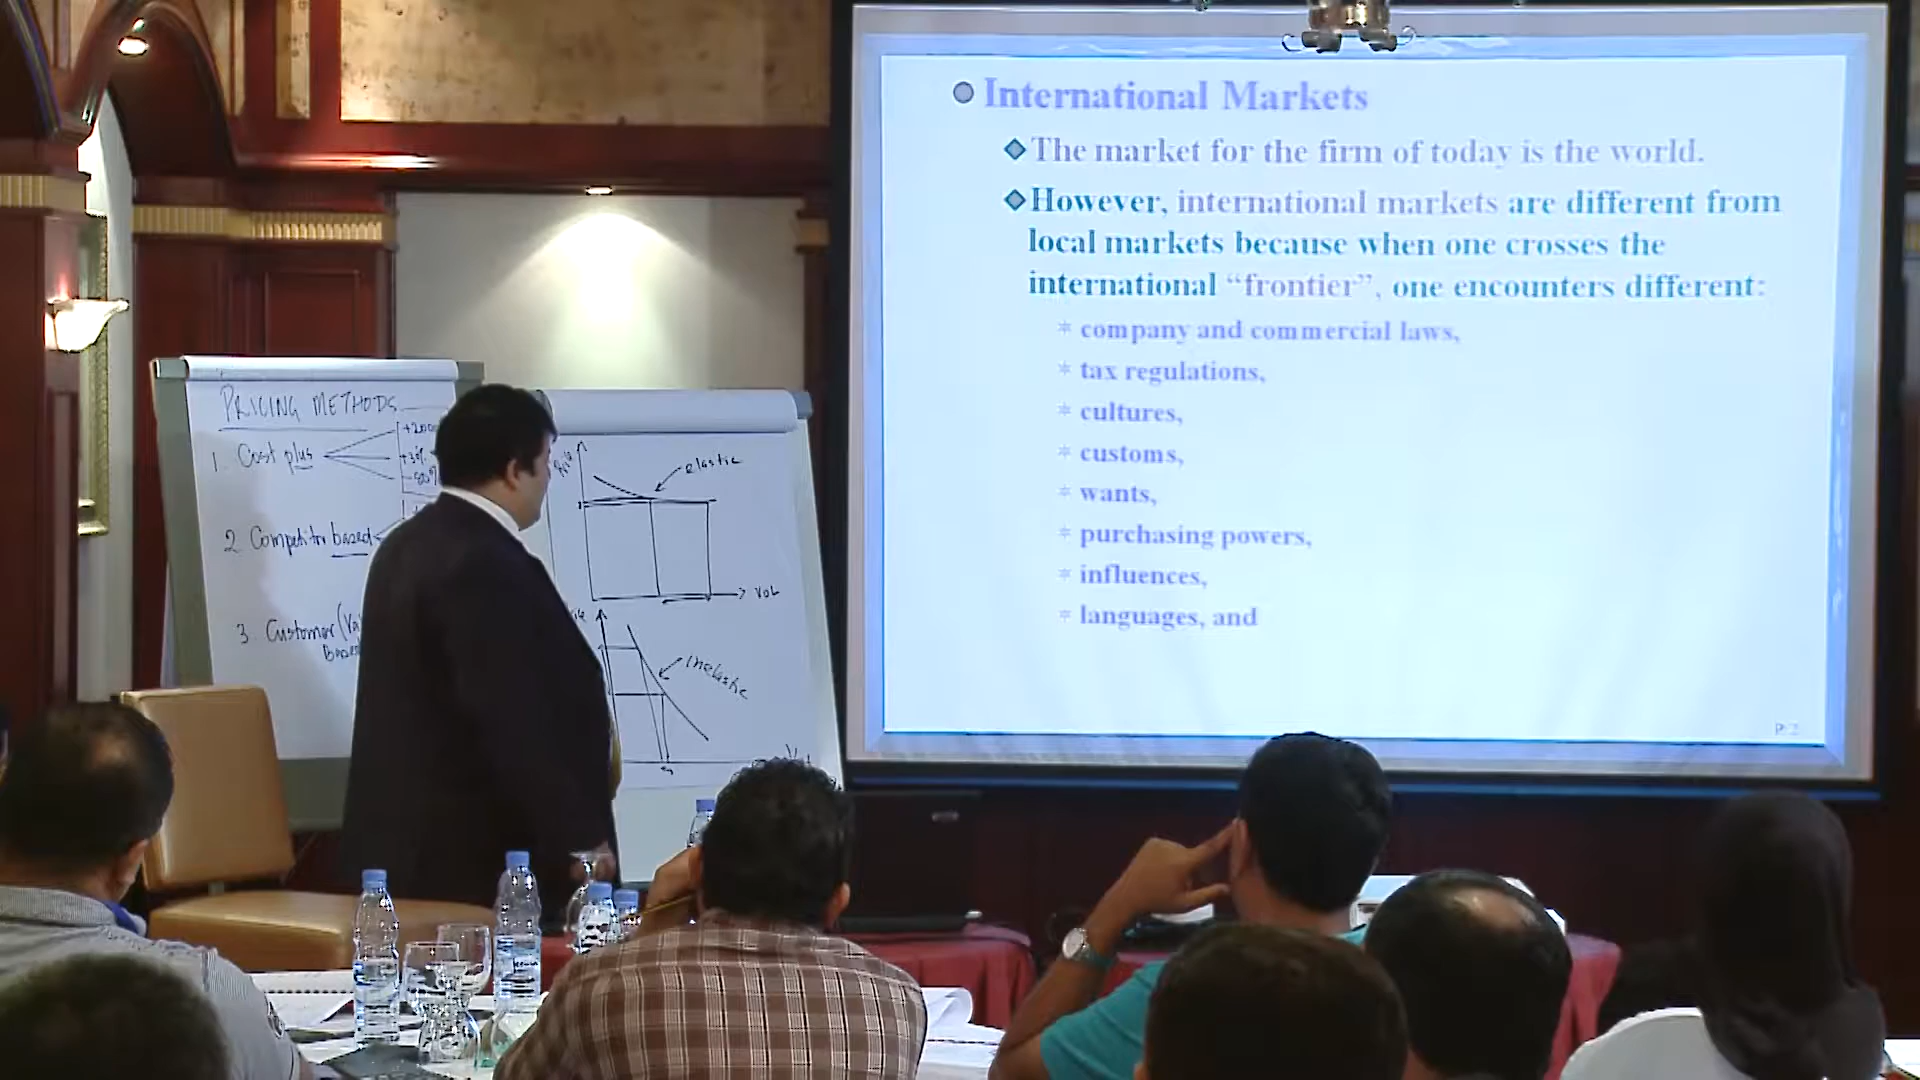 International Markets
The market for the firm of today is the world.
However, international markets are different from
local markets because when one crosses the
international “frontier”, one encounters different:
company and commercial laws,
tax regulations,
cultures,
customs,
wants,
purchasing powers,
influences,
languages, and
PRICING METHODS
1. Cost plus
+3%
2. Competitor based
3. Customer
Based
elastic
Vol
inelastic